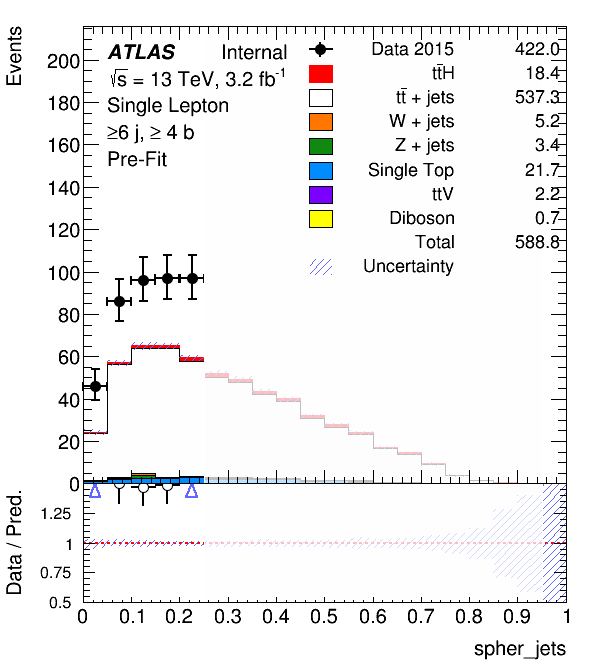 Events
ATLAS Internal
√s = 13 TeV, 3.2 fb⁻¹
Single Lepton
≥6 j, ≥ 4 b
Pre-Fit
Data 2015 422.0
tt̄H 18.4
tt̄ + jets 537.3
W + jets 5.2
Z + jets 3.4
Single Top 21.7
ttV 2.2
Diboson 0.7
Total 588.8
Uncertainty
200
180
160
140
120
100
80
60
40
20
0
Data / Pred.
1.25
1
0.75
0.5
0 0.1 0.2 0.3 0.4 0.5 0.6 0.7 0.8 0.9 1
spher_jets